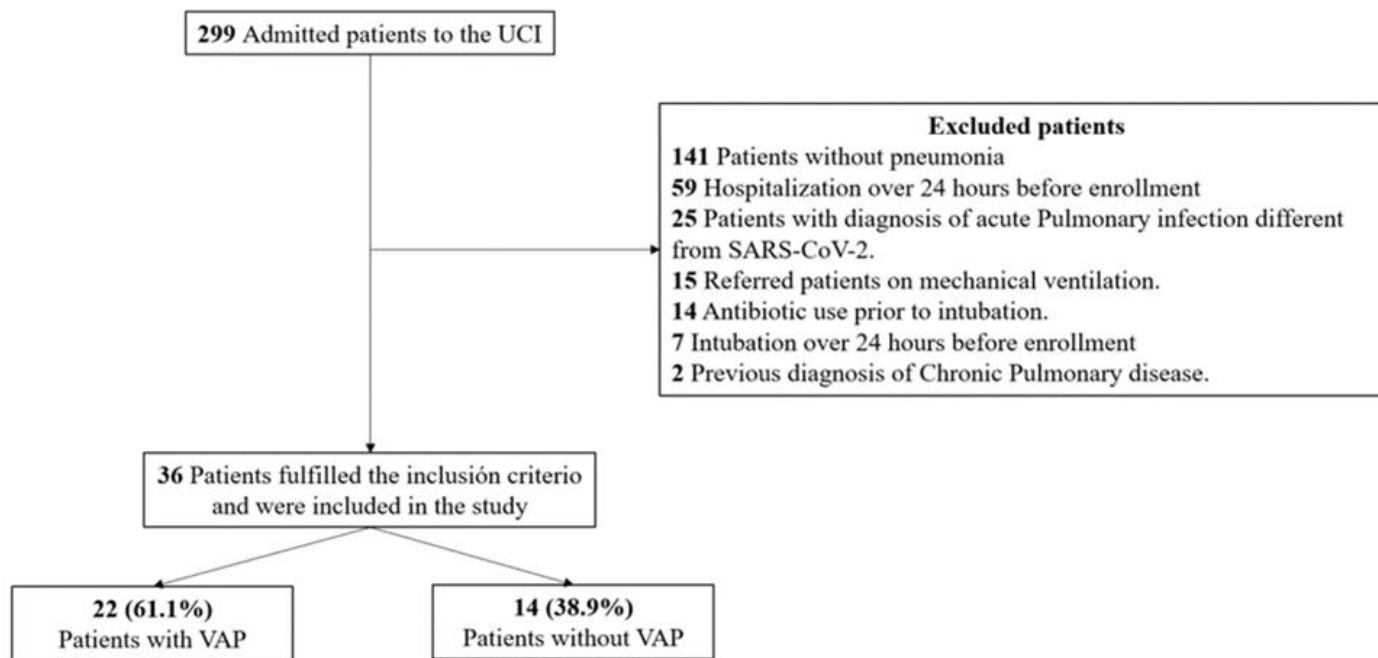 299 Admitted patients to the UCI
Excluded patients
141 Patients without pneumonia
59 Hospitalization over 24 hours before enrollment
25 Patients with diagnosis of acute Pulmonary infection different
from SARS-CoV-2.
15 Referred patients on mechanical ventilation.
14 Antibiotic use prior to intubation.
7 Intubation over 24 hours before enrollment
2 Previous diagnosis of Chronic Pulmonary disease.
36 Patients fulfilled the inclusión criterio
and were included in the study
22 (61.1%)
Patients with VAP
14 (38.9%)
Patients without VAP